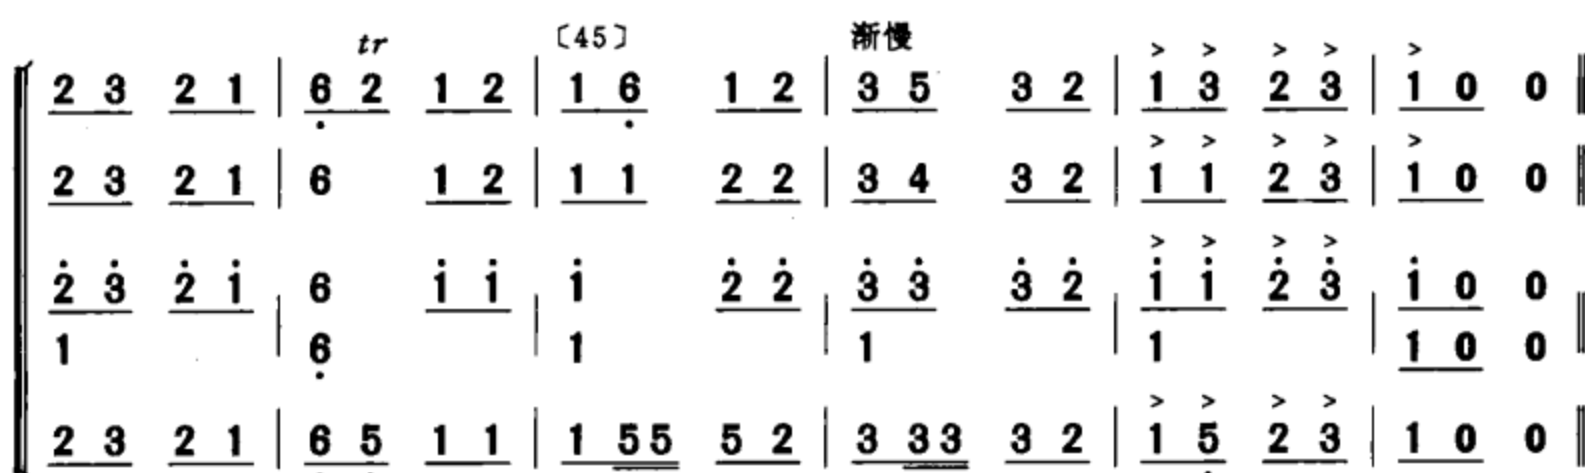 tr 〔45〕 渐慢
> > > > >
2 3 2 1 | 6̣ 2 1 2 | 1 6̣ 1 2 | 3 5 3 2 | 1 3 2 3 | 1 0 0 ‖
> > > > >
2 3 2 1 | 6 1 2 | 1 1 2 2 | 3 4 3 2 | 1 1 2 3 | 1 0 0 ‖
> > > >
2̇ 3̇ 2̇ 1̇ | 6 1̇ 1̇ | 1̇ 2̇ 2̇ | 3̇ 3̇ 3̇ 2̇ | 1̇ 1̇ 2̇ 3̇ | 1̇ 0 0 ‖
1 | 6̣ | 1 | 1 | 1 | 1 0 0 ‖
> > > >
2 3 2 1 | 6̣ 5̣ 1 1 | 1 5 5 5 2 | 3 3 3 3 2 | 1 5̣ 2 3 | 1 0 0 ‖